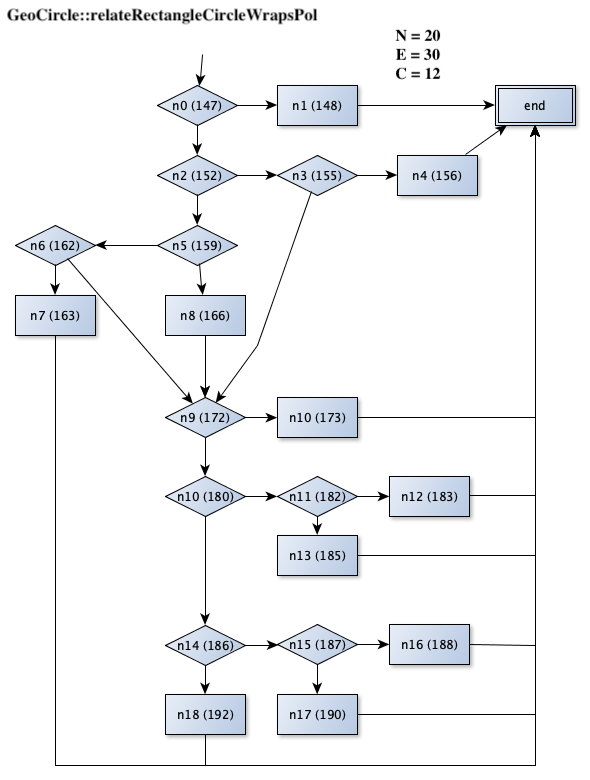 GeoCircle::relateRectangleCircleWrapsPol
N = 20
E = 30
C = 12
n0 (147)
n1 (148)
end
n2 (152)
n3 (155)
n4 (156)
n6 (162)
n5 (159)
n7 (163)
n8 (166)
n9 (172)
n10 (173)
n10 (180)
n11 (182)
n12 (183)
n13 (185)
n14 (186)
n15 (187)
n16 (188)
n18 (192)
n17 (190)